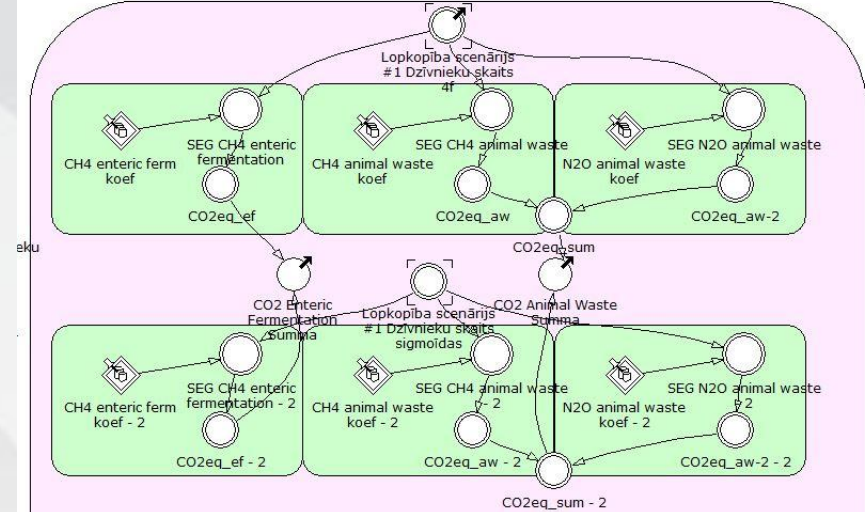 Lopkopība scenārijs
#1 Dzīvnieku skaits
4f
CH4 enteric ferm
koef
SEG CH4 enteric
fermentation
CO2eq_ef
CH4 animal waste
koef
SEG CH4 animal waste
CO2eq_aw
N2O animal waste
koef
SEG N2O animal waste
CO2eq_aw-2
CO2eq_sum
eku
CO2 Enteric
Fermentation
Summa
Lopkopība scenārijs
#1 Dzīvnieku skaits
sigmoīdas
CO2 Animal Waste
Summa
CH4 enteric ferm
koef - 2
SEG CH4 enteric
fermentation - 2
CO2eq_ef - 2
CH4 animal waste
koef - 2
SEG CH4 animal waste
- 2
CO2eq_aw - 2
N2O animal waste
koef - 2
SEG N2O animal waste
- 2
CO2eq_aw-2 - 2
CO2eq_sum - 2